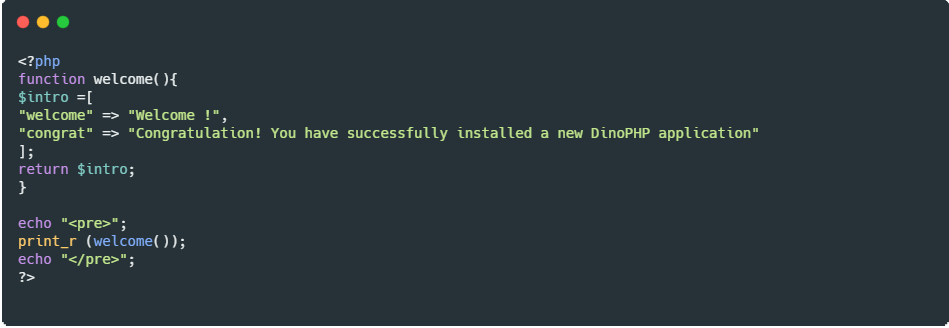 <?php
function welcome(){
$intro =[
"welcome" => "Welcome !",
"congrat" => "Congratulation! You have successfully installed a new DinoPHP application"
];
return $intro;
}

echo "<pre>";
print_r (welcome());
echo "</pre>";
?>